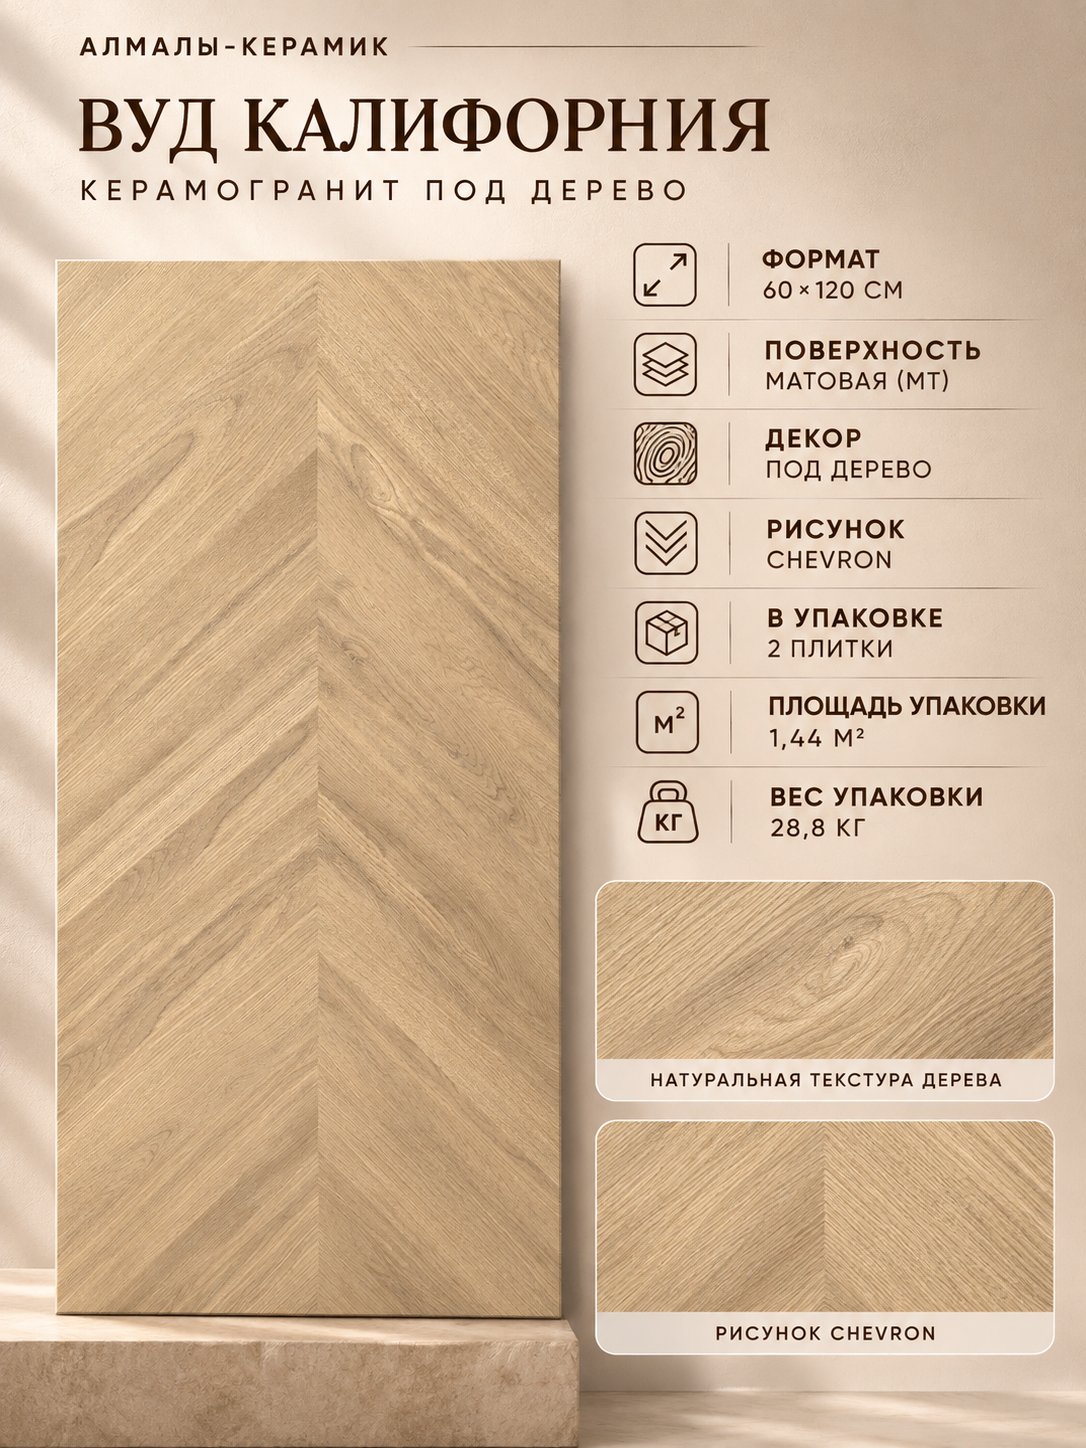 АЛМАЛЫ-КЕРАМИК
ВУД КАЛИФОРНИЯ
КЕРАМОГРАНИТ ПОД ДЕРЕВО
ФОРМАТ
60×120 СМ
ПОВЕРХНОСТЬ
МАТОВАЯ (МТ)
ДЕКОР
ПОД ДЕРЕВО
РИСУНОК
CHEVRON
В УПАКОВКЕ
2 ПЛИТКИ
М²
ПЛОЩАДЬ УПАКОВКИ
1,44 М²
КГ
ВЕС УПАКОВКИ
28,8 КГ
НАТУРАЛЬНАЯ ТЕКСТУРА ДЕРЕВА
РИСУНОК CHEVRON